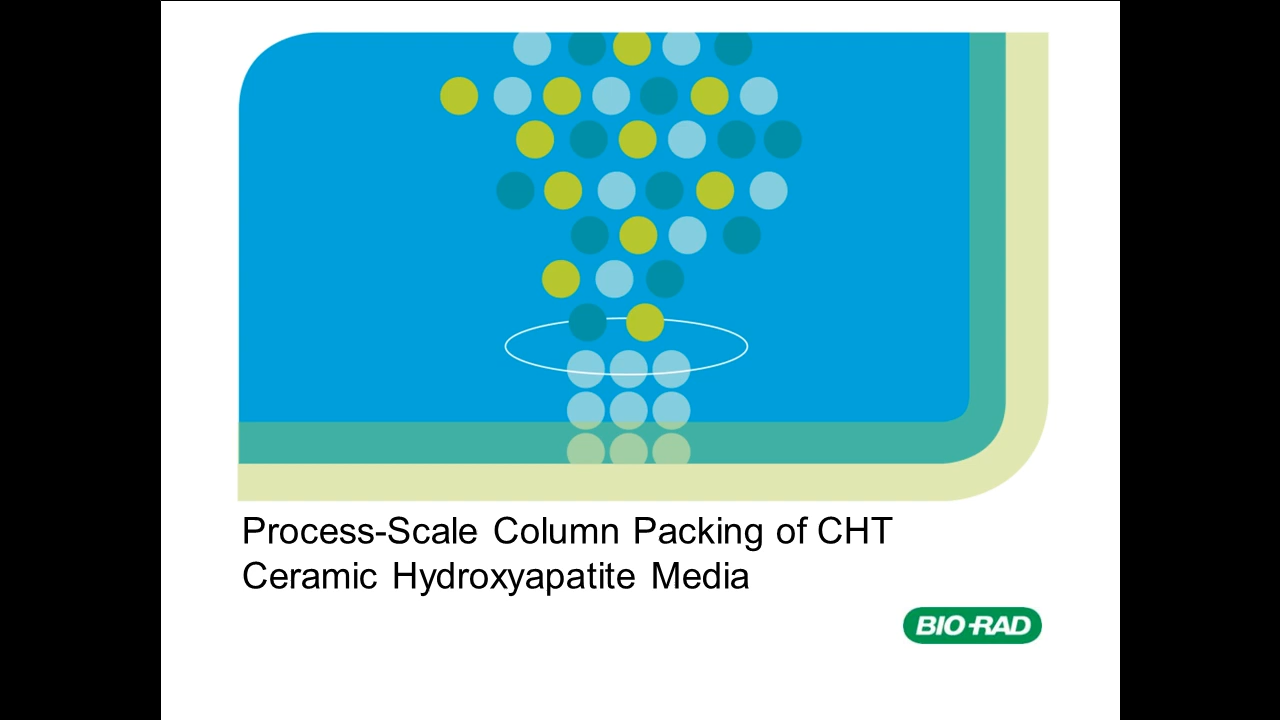 Process-Scale Column Packing of CHT
Ceramic Hydroxyapatite Media
BIO-RAD